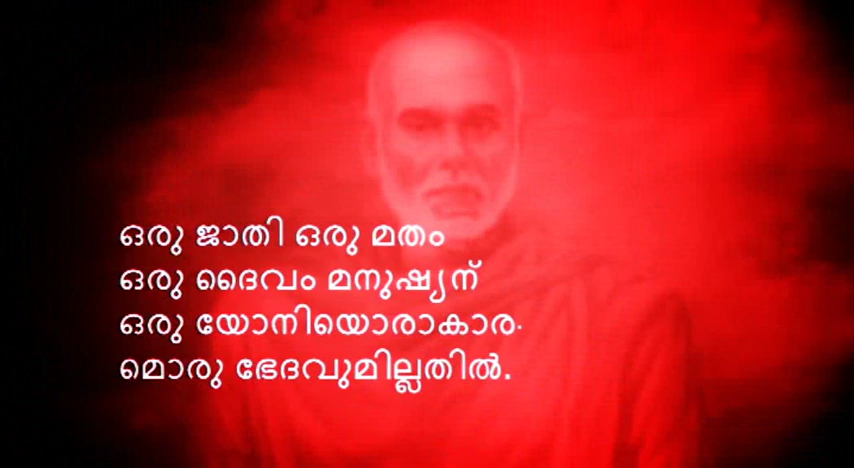 ഒരു ജാതി ഒരു മതം
ഒരു ദൈവം മനുഷ്യന്
ഒരു യോനിയൊരാകാര-
മൊരു ഭേദവുമില്ലതിൽ.